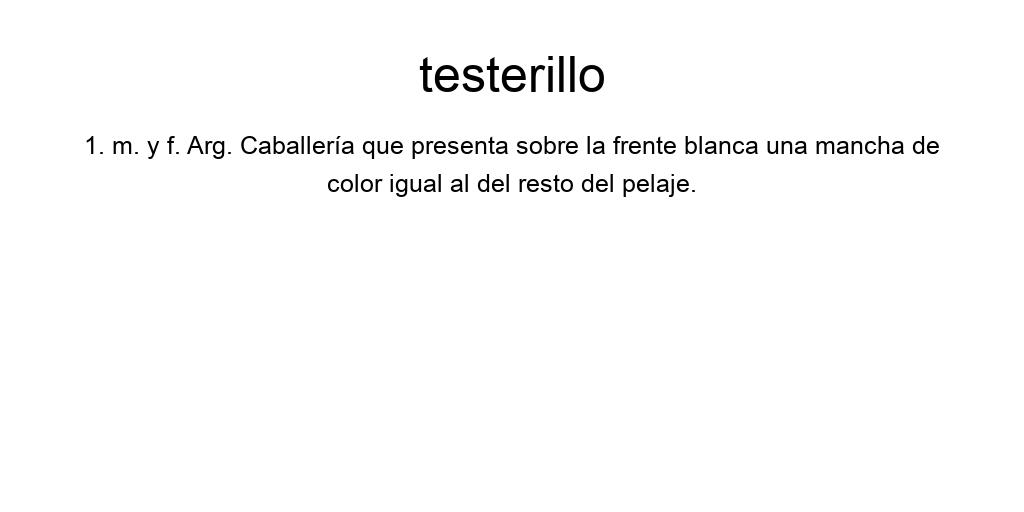 testerillo
1. m. y f. Arg. Caballería que presenta sobre la frente blanca una mancha de
color igual al del resto del pelaje.